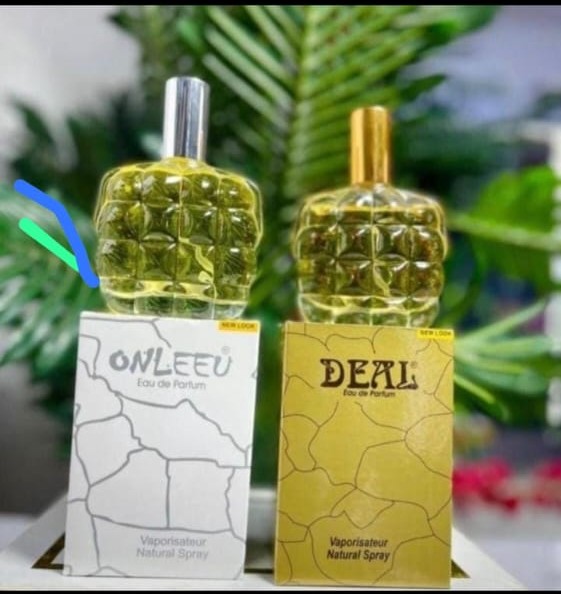 NEW LOOK
ONLEEU®
Eau de Parfum
Vaporisateur
Natural Spray
NEW LOOK
DEAL®
Eau de Parfum
Vaporisateur
Natural Spray